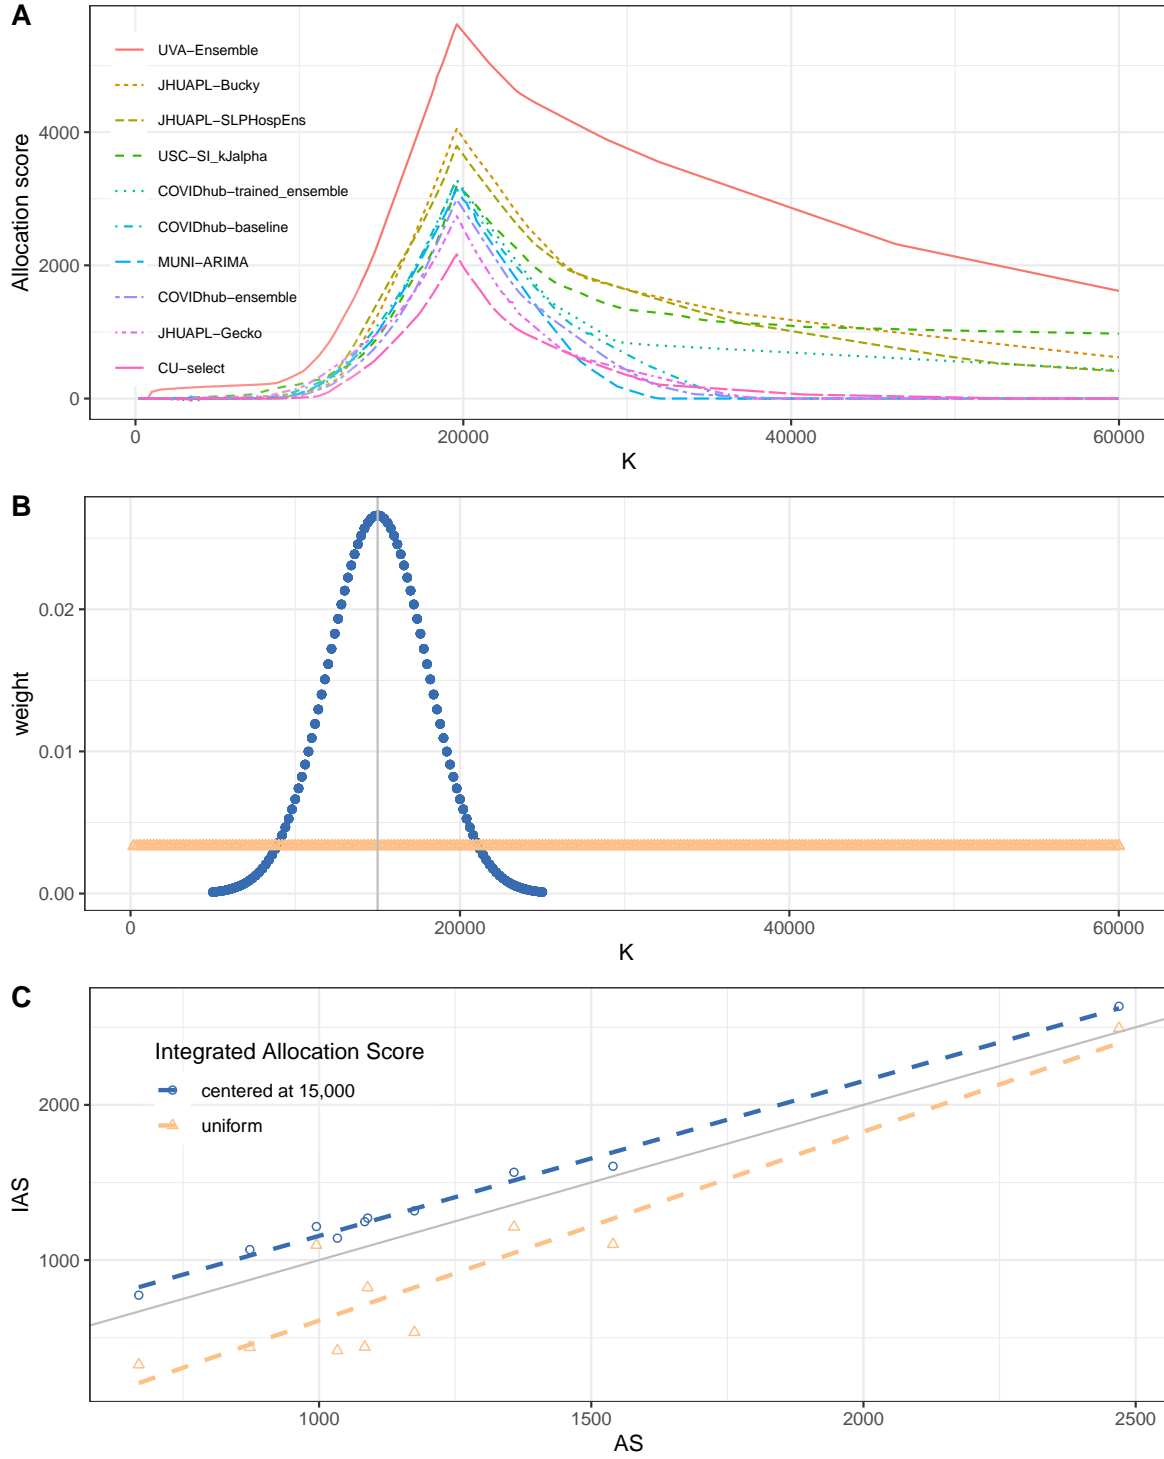 A
Allocation score
4000
2000
0
UVA−Ensemble
JHUAPL−Bucky
JHUAPL−SLPHospEns
USC−SI_kJalpha
COVIDhub−trained_ensemble
COVIDhub−baseline
MUNI−ARIMA
COVIDhub−ensemble
JHUAPL−Gecko
CU−select
0 20000 40000 60000
K
B
weight
0.02
0.01
0.00
0 20000 40000 60000
K
C
IAS
2000
1000
Integrated Allocation Score
centered at 15,000
uniform
1000 1500 2000 2500
AS